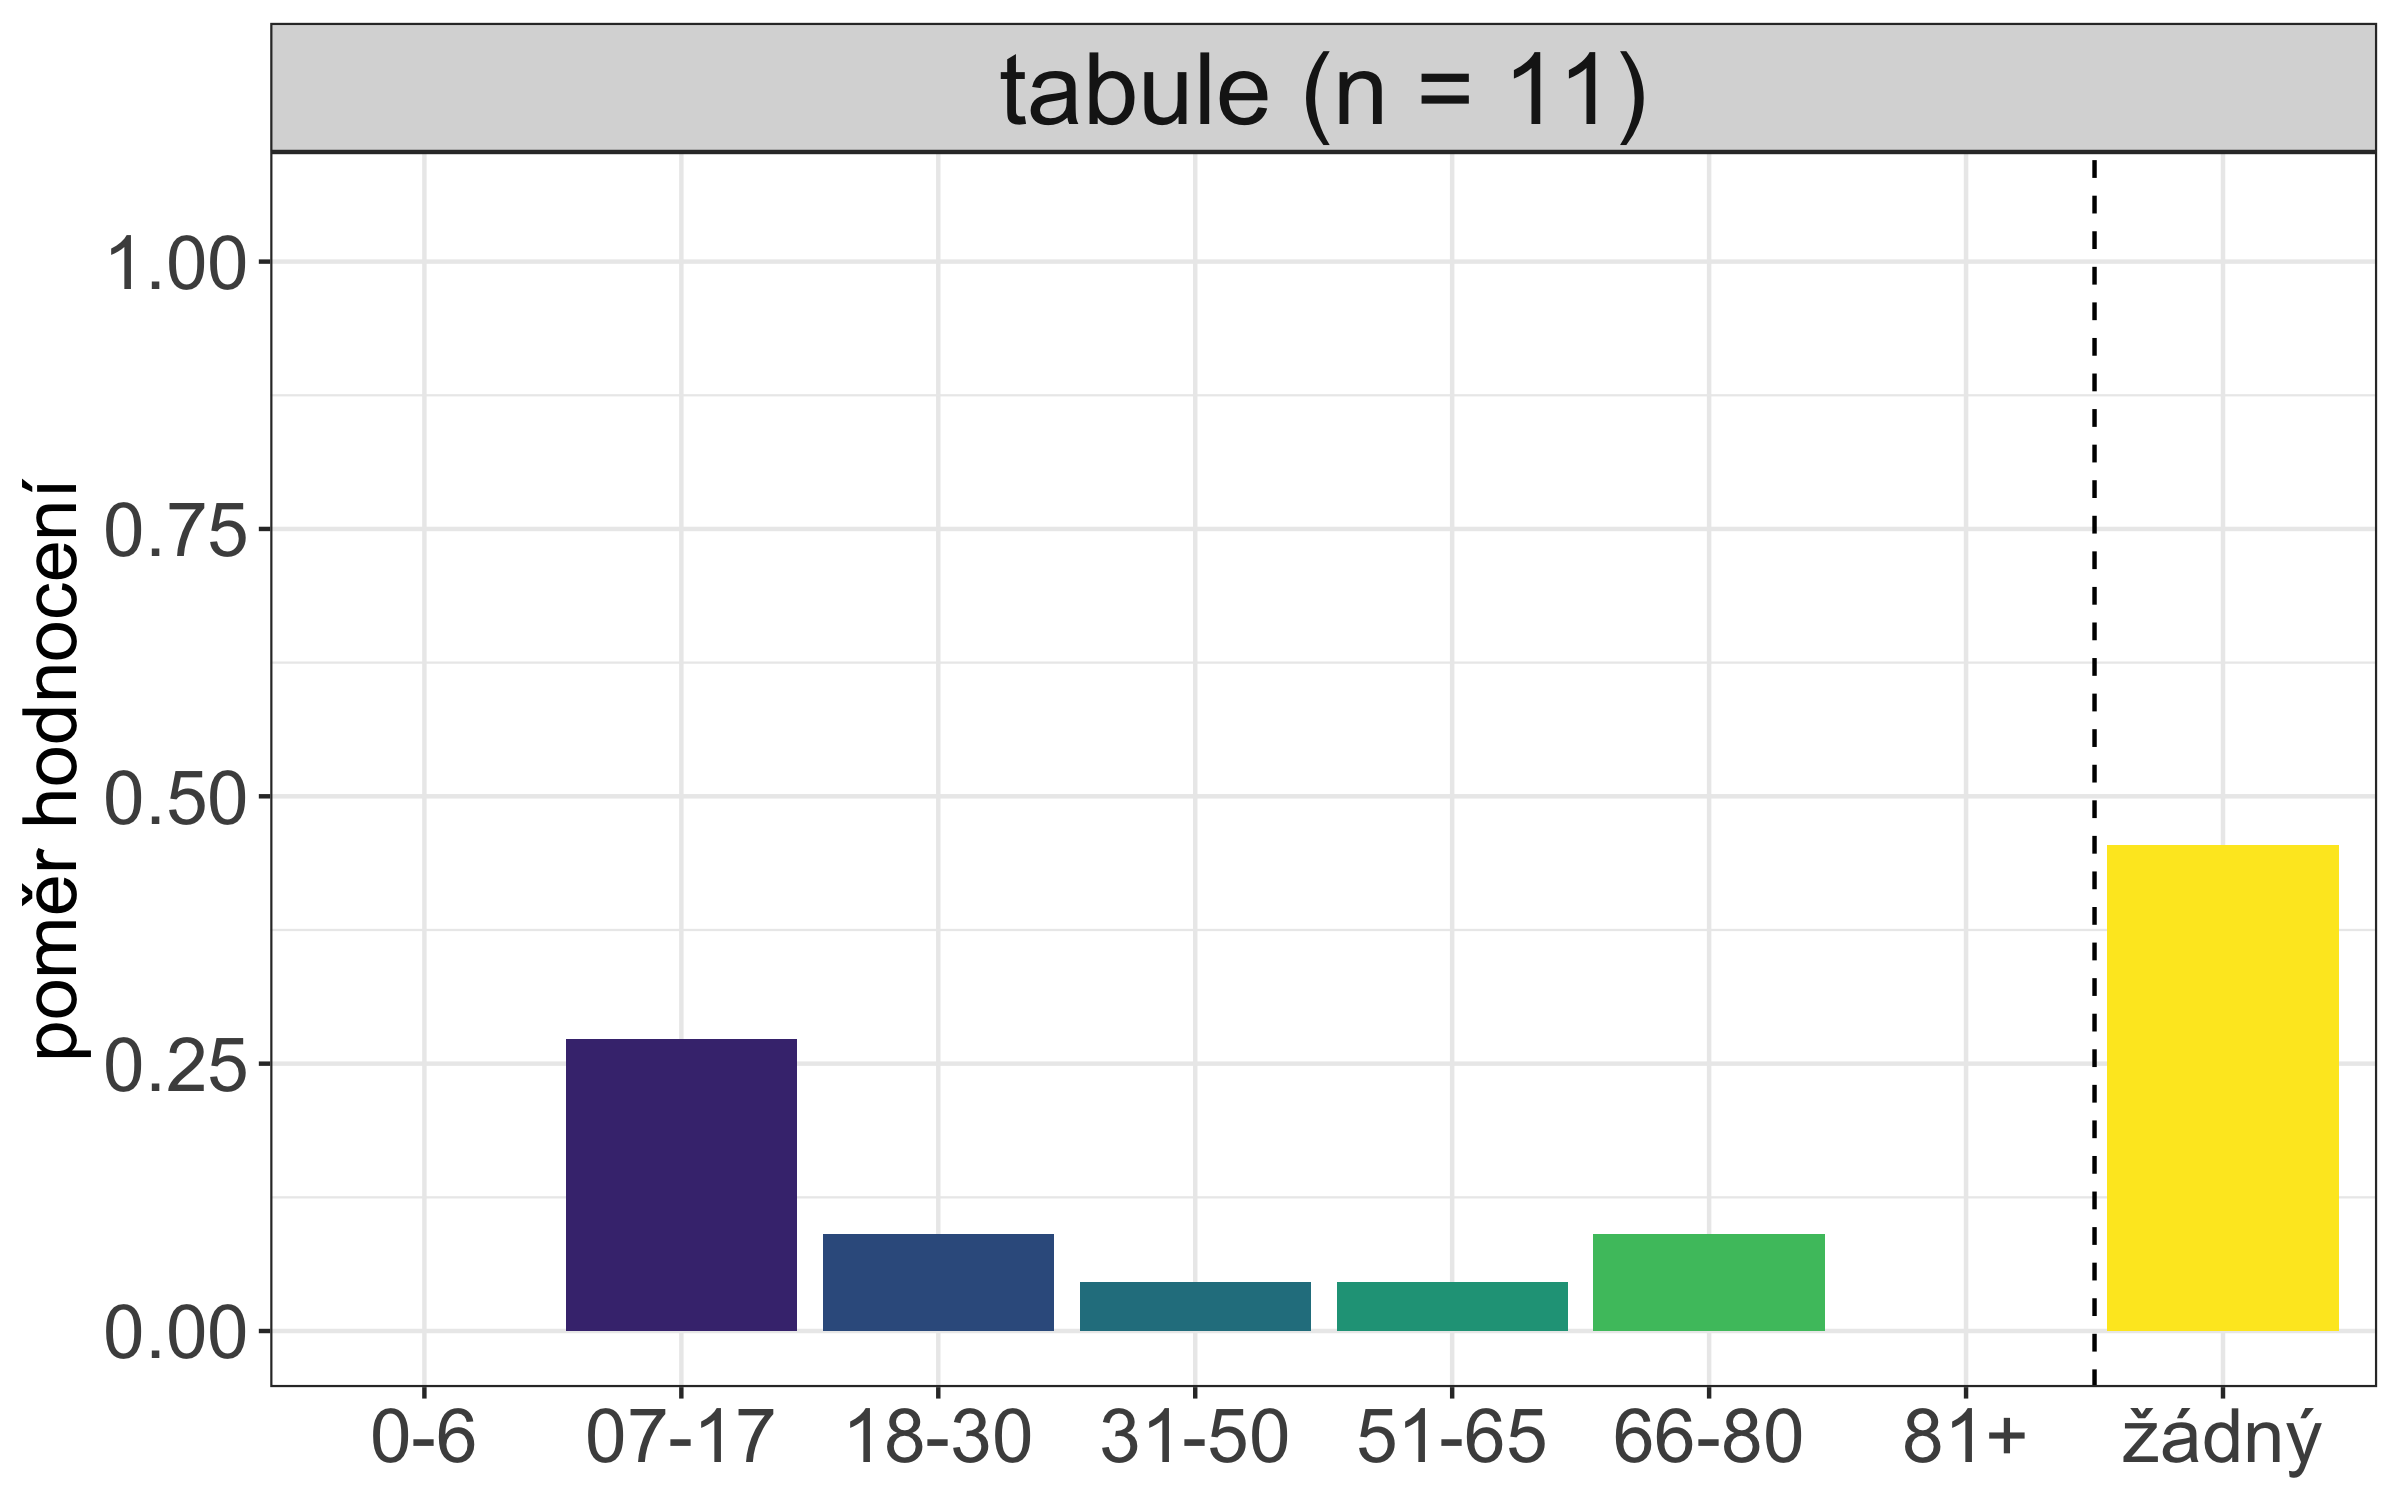 tabule (n = 11)
poměr hodnocení
1.00
0.75
0.50
0.25
0.00
0-6 07-17 18-30 31-50 51-65 66-80 81+ žádný